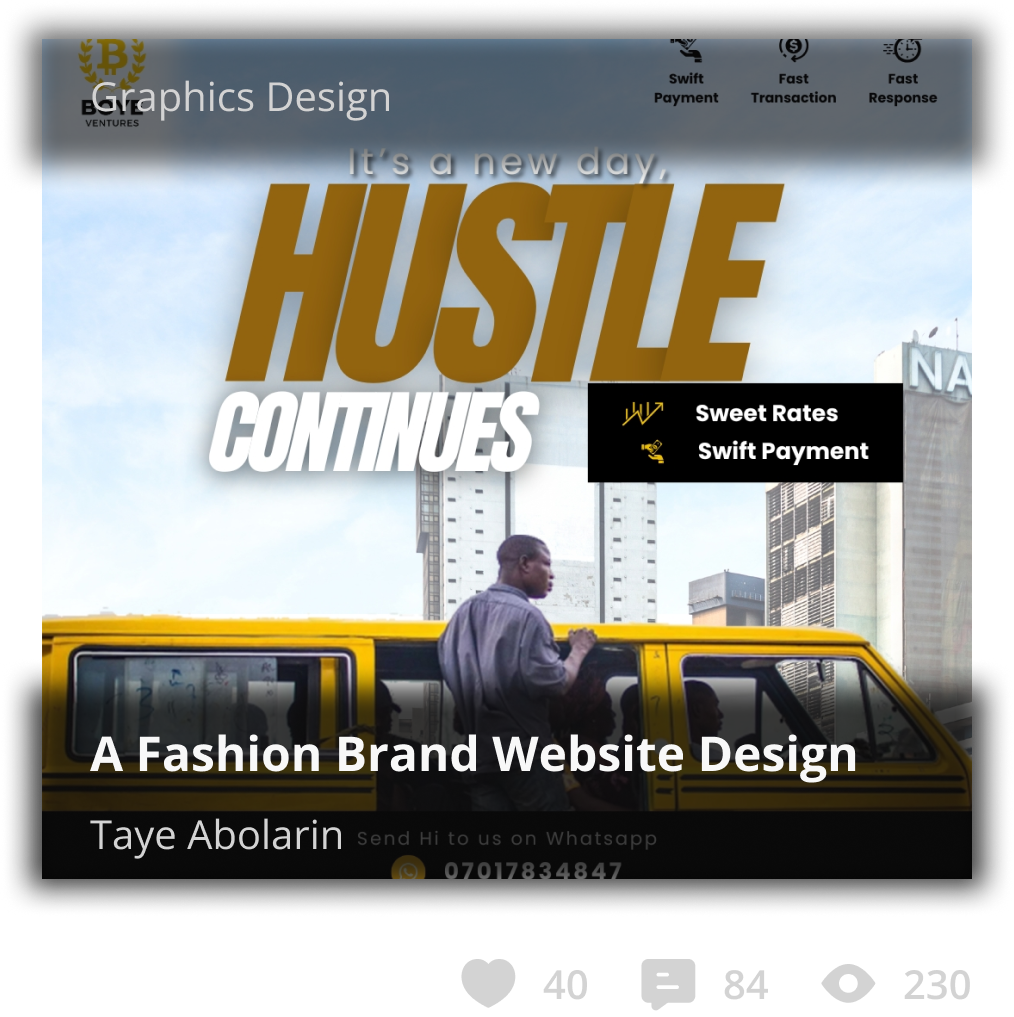 Graphics Design
BOYE
VENTURES
Swift
Payment
Fast
Transaction
Fast
Response
It's a new day,
HUSTLE
CONTINUES
Sweet Rates
Swift Payment
NA
A Fashion Brand Website Design
Taye Abolarin
Send Hi to us on Whatsapp
07017834847
40
84
230